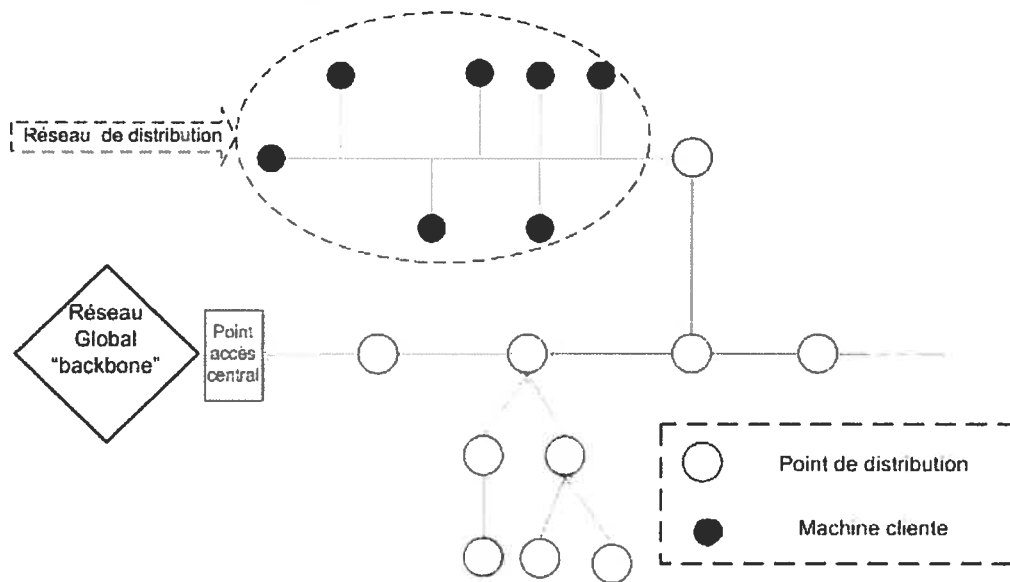 Réseau de distribution
Réseau
Global
"backbone"
Point
accès
central
Point de distribution
Machine cliente